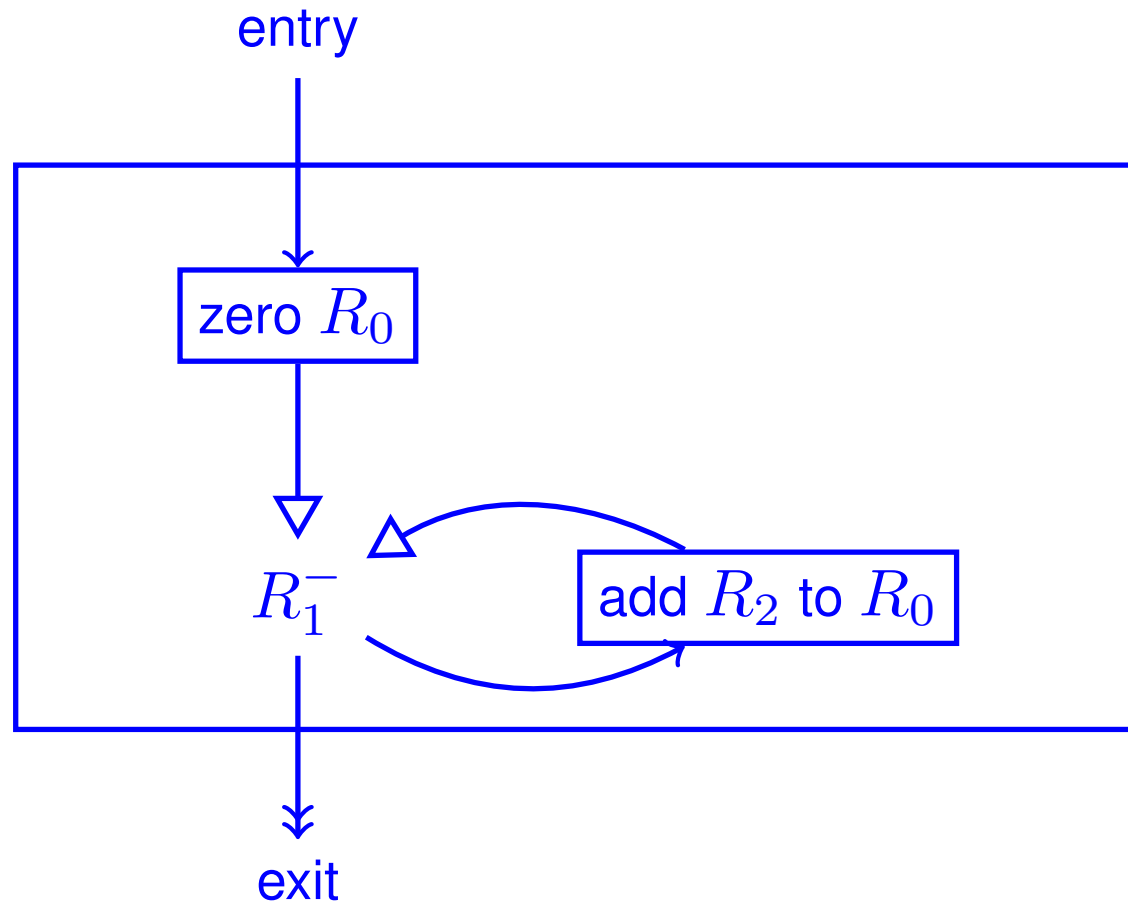 entry
zero R₀
R₁⁻
add R₂ to R₀
exit